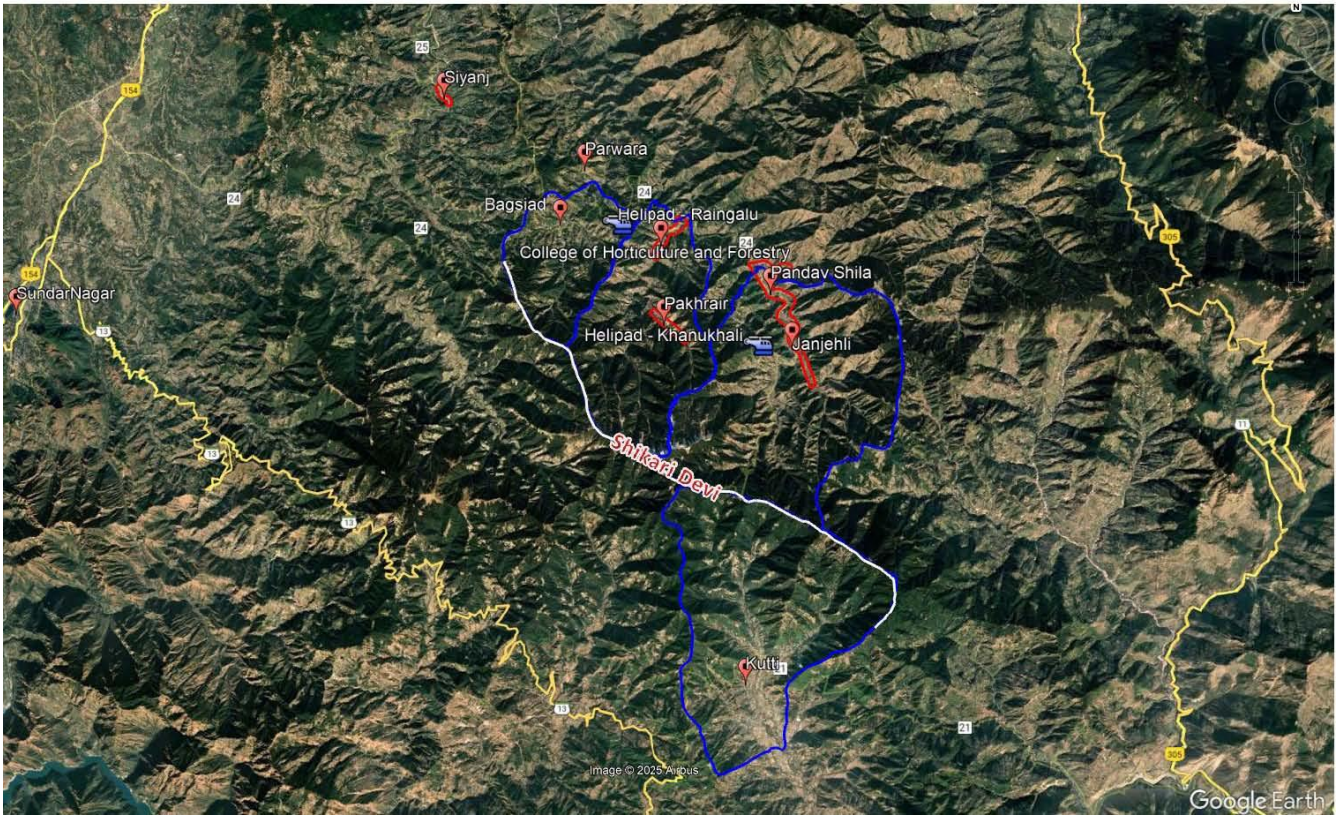 N
25
Siyanj
154
Parwara
24
24
Bagsiad
24
Helipad - Raingalu
305
College of Horticulture and Forestry
24
154
Pandav Shila
SundarNagar
Pakhrair
13
Helipad - Khanukhali
Janjehli
11
Shikari Devi
13
13
Kutti
21
13
21
305
Image © 2025 Airbus
Google Earth